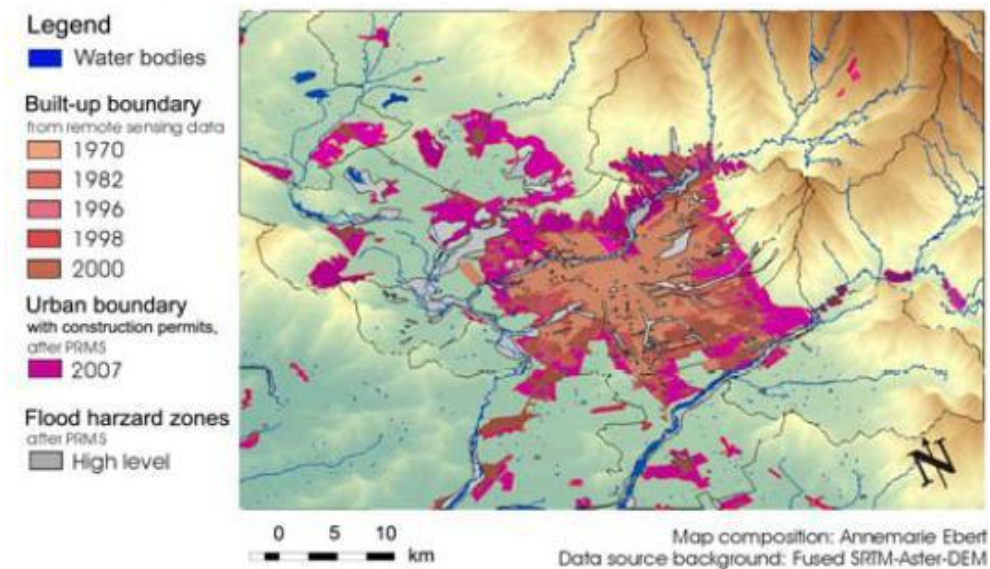 Legend
Water bodies
Built-up boundary
from remote sensing data
1970
1982
1996
1998
2000
Urban boundary
with construction permits,
after PRMS
2007
Flood harzard zones
after PRMS
High level
N
0 5 10
km
Map composition: Annemarie Ebert
Data source background: Fused SRTM-Aster-DEM